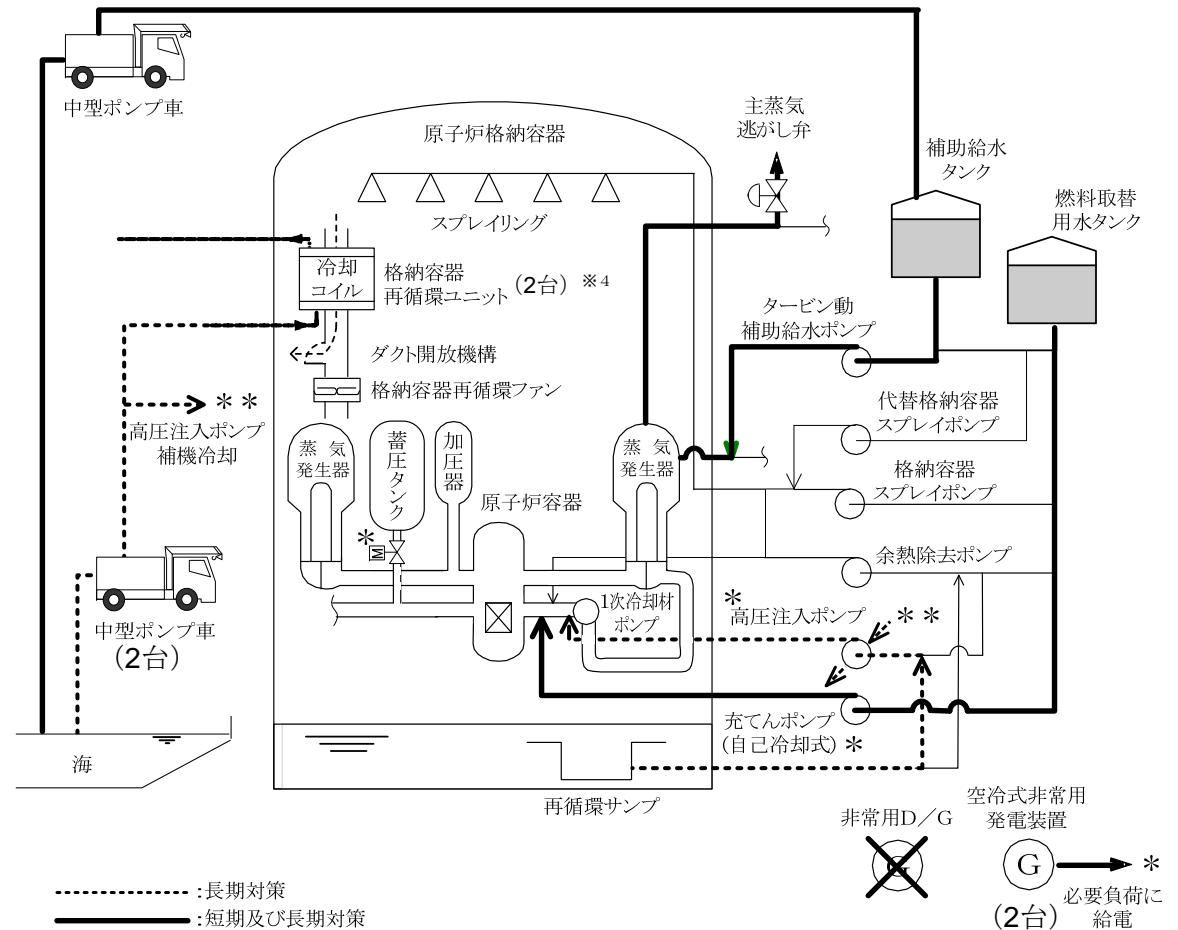 中型ポンプ車
主蒸気
逃がし弁
原子炉格納容器
補助給水
タンク
燃料取替
用水タンク
スプレイリング
冷却
コイル
格納容器
再循環ユニット(2台)※4
タービン動
補助給水ポンプ
ダクト開放機構
格納容器再循環ファン
代替格納容器
スプレイポンプ
**
高圧注入ポンプ
補機冷却
蒸気
発生器
蓄圧タンク
加圧器
蒸気
発生器
格納容器
スプレイポンプ
原子炉容器
*
M
余熱除去ポンプ
1次冷却材
ポンプ
*高圧注入ポンプ
**
中型ポンプ車
(2台)
充てんポンプ
(自己冷却式)*
海
再循環サンプ
非常用D/G
G
空冷式非常用
発電装置
G
*
(2台)
必要負荷に
給電
:長期対策
:短期及び長期対策